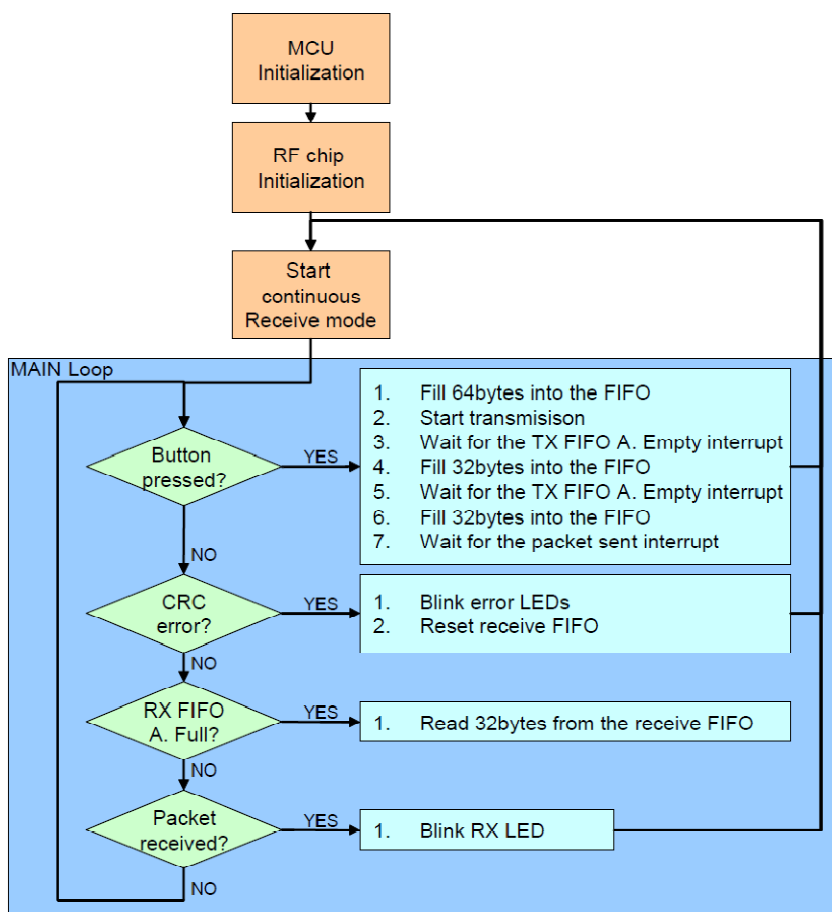 MCU
Initialization
RF chip
Initialization
Start
continuous
Receive mode
MAIN Loop
Button
pressed?
YES
1. Fill 64bytes into the FIFO
2. Start transmisison
3. Wait for the TX FIFO A. Empty interrupt
4. Fill 32bytes into the FIFO
5. Wait for the TX FIFO A. Empty interrupt
6. Fill 32bytes into the FIFO
7. Wait for the packet sent interrupt
NO
CRC
error?
YES
1. Blink error LEDs
2. Reset receive FIFO
NO
RX FIFO
A. Full?
YES
1. Read 32bytes from the receive FIFO
NO
Packet
received?
YES
1. Blink RX LED
NO